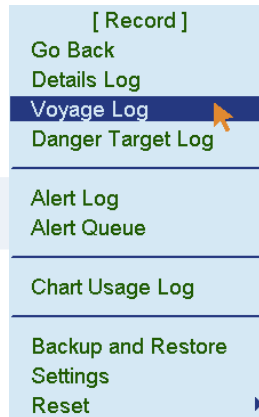 [ Record ]
Go Back
Details Log
Voyage Log
Danger Target Log
Alert Log
Alert Queue
Chart Usage Log
Backup and Restore
Settings
Reset